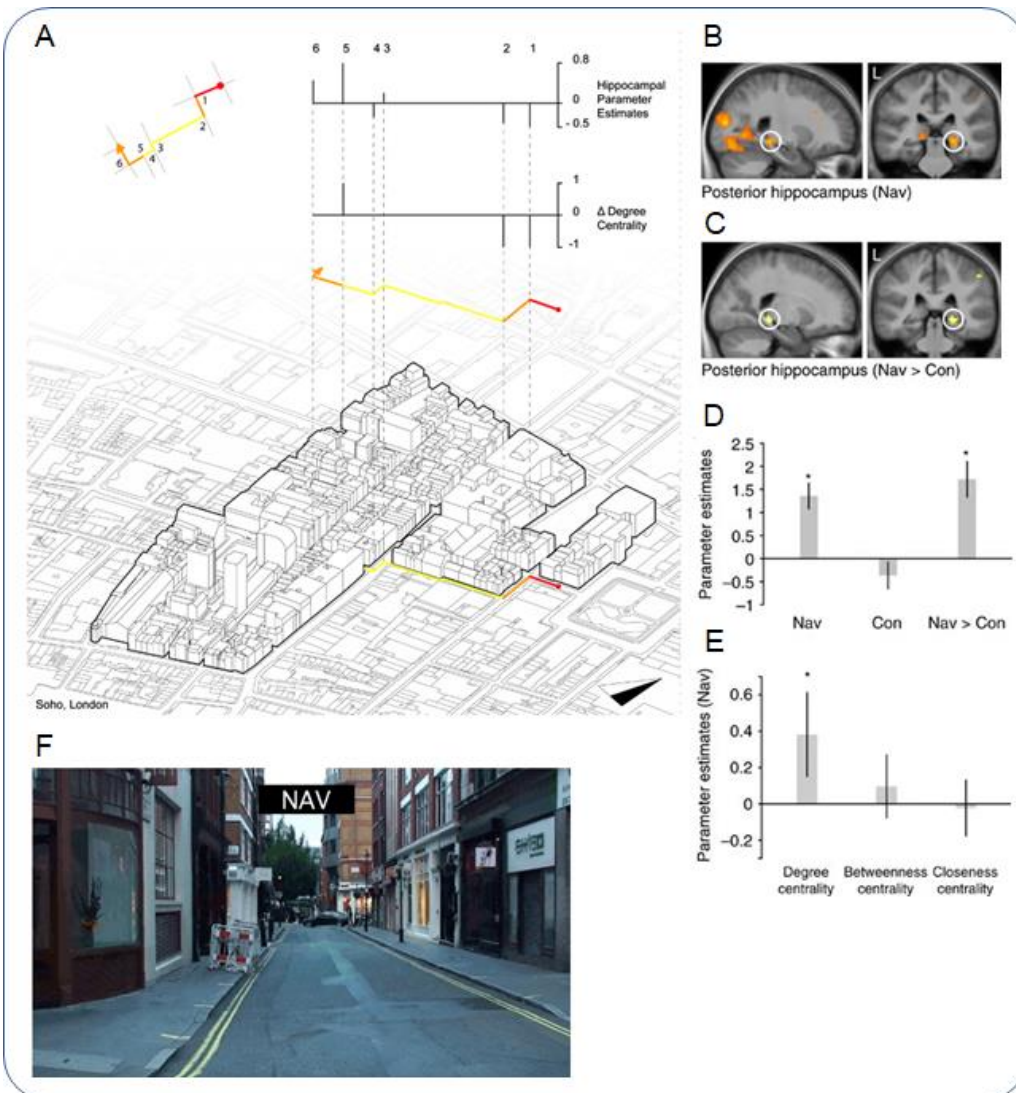 A
6 5 4 3 2 1
0.8
Hippocampal
Parameter
Estimates
0
- 0.5
1
0
-1
Δ Degree
Centrality
1
2
3
4
5
6
Soho, London
B
L
Posterior hippocampus (Nav)
C
L
Posterior hippocampus (Nav > Con)
D
Parameter estimates
2.5
2
1.5
1
0.5
0
−0.5
−1
*
*
Nav Con Nav > Con
E
Parameter estimates (Nav)
0.6
0.4
0.2
0
−0.2
*
Degree
centrality
Betweenness
centrality
Closeness
centrality
F
NAV